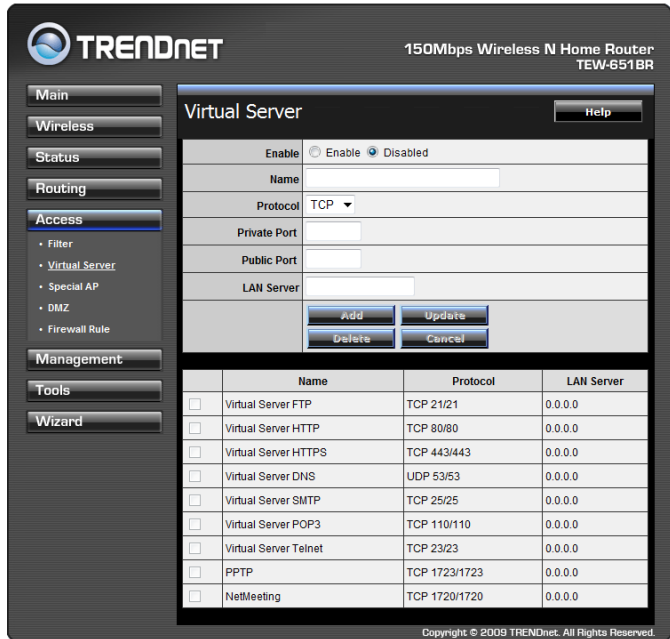 TRENDNET
150Mbps Wireless N Home Router
TEW-651BR
Main
Wireless
Status
Routing
Access
• Filter
• Virtual Server
• Special AP
• DMZ
• Firewall Rule
Management
Tools
Wizard
Virtual Server
Help
Enable Enable Disabled
Name
Protocol TCP
Private Port
Public Port
LAN Server
Add Update
Delete Cancel
Name Protocol LAN Server
Virtual Server FTP TCP 21/21 0.0.0.0
Virtual Server HTTP TCP 80/80 0.0.0.0
Virtual Server HTTPS TCP 443/443 0.0.0.0
Virtual Server DNS UDP 53/53 0.0.0.0
Virtual Server SMTP TCP 25/25 0.0.0.0
Virtual Server POP3 TCP 110/110 0.0.0.0
Virtual Server Telnet TCP 23/23 0.0.0.0
PPTP TCP 1723/1723 0.0.0.0
NetMeeting TCP 1720/1720 0.0.0.0
Copyright © 2009 TRENDnet. All Rights Reserved.